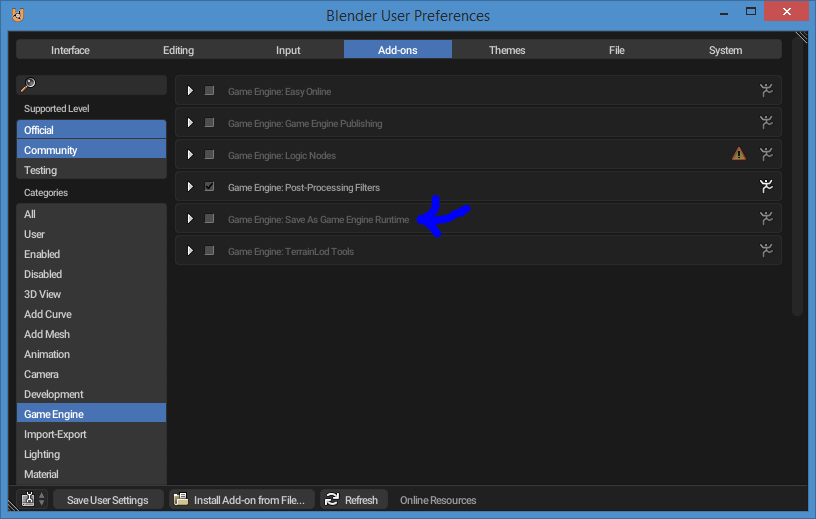 Blender User Preferences
Interface Editing Input Add-ons Themes File System
Supported Level
Official
Community
Testing
Categories
All
User
Enabled
Disabled
3D View
Add Curve
Add Mesh
Animation
Camera
Development
Game Engine
Import-Export
Lighting
Material
Game Engine: Easy Online
Game Engine: Game Engine Publishing
Game Engine: Logic Nodes
Game Engine: Post-Processing Filters
Game Engine: Save As Game Engine Runtime
Game Engine: TerrainLod Tools
Save User Settings Install Add-on from File... Refresh Online Resources